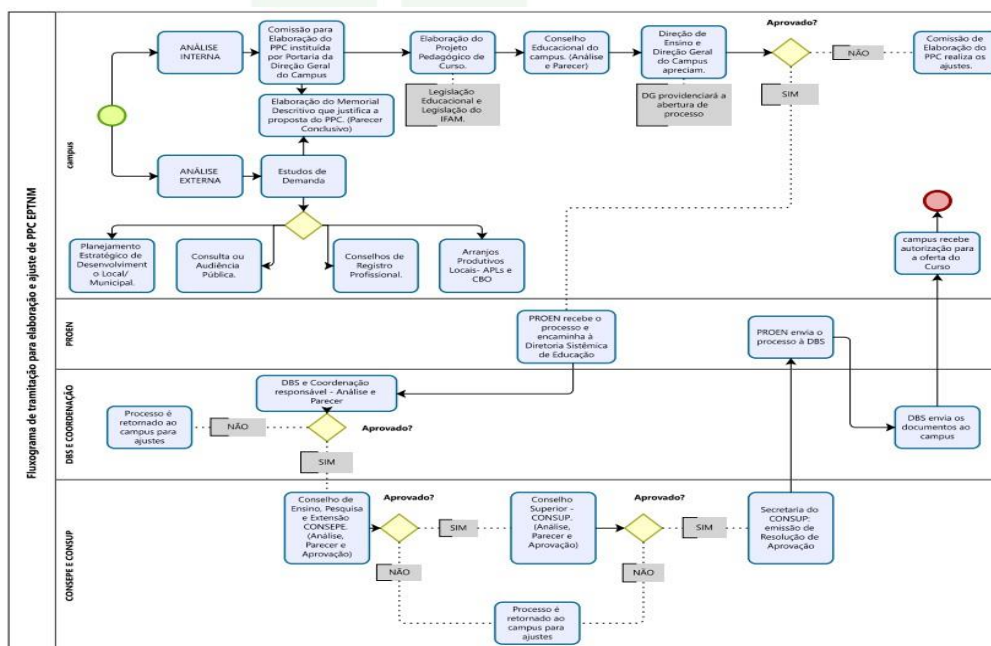 Fluxograma de tramitação para elaboração e ajuste de PPC EPTNM
campus
ANÁLISE
INTERNA
Comissão para
Elaboração do
PPC instituída
por Portaria da
Direção Geral
do Campus
Elaboração do
Projeto
Pedagógico de
Curso.
Legislação
Educacional e
Legislação do
IFAM.
Conselho
Educacional do
campus. (Análise
e Parecer)
Direção de
Ensino e
Direção Geral
do Campus
apreciam.
DG providenciará a
abertura de
processo
Aprovado?
NÃO
Comissão de
Elaboração do
PPC realiza os
ajustes.
SIM
Elaboração do Memorial
Descritivo que justifica a
proposta do PPC. (Parecer
Conclusivo)
ANÁLISE
EXTERNA
Estudos de
Demanda
Planejamento
Estratégico de
Desenvolviment
o Local/
Municipal.
Consulta ou
Audiência
Pública.
Conselhos de
Registro
Profissional.
Arranjos
Produtivos
Locais- APLs e
CBO
campus recebe
autorização para
a oferta do
Curso
PROEN
PROEN recebe o
processo e
encaminha à
Diretoria Sistêmica
de Educação
PROEN envia o
processo à DBS
DBS E COORDENAÇÃO
DBS e Coordenação
responsável - Análise e
Parecer
Processo é
retornado ao
campus para
ajustes
NÃO
Aprovado?
SIM
DBS envia os
documentos ao
campus
CONSEPE E CONSUP
Conselho de
Ensino, Pesquisa
e Extensão
CONSEPE.
(Análise,
Parecer e
Aprovação)
Aprovado?
SIM
NÃO
Conselho
Superior -
CONSUP.
(Análise,
Parecer e
Aprovação)
Aprovado?
SIM
NÃO
Secretaria do
CONSUP:
emissão de
Resolução de
Aprovação
Processo é
retornado ao
campus para
ajustes